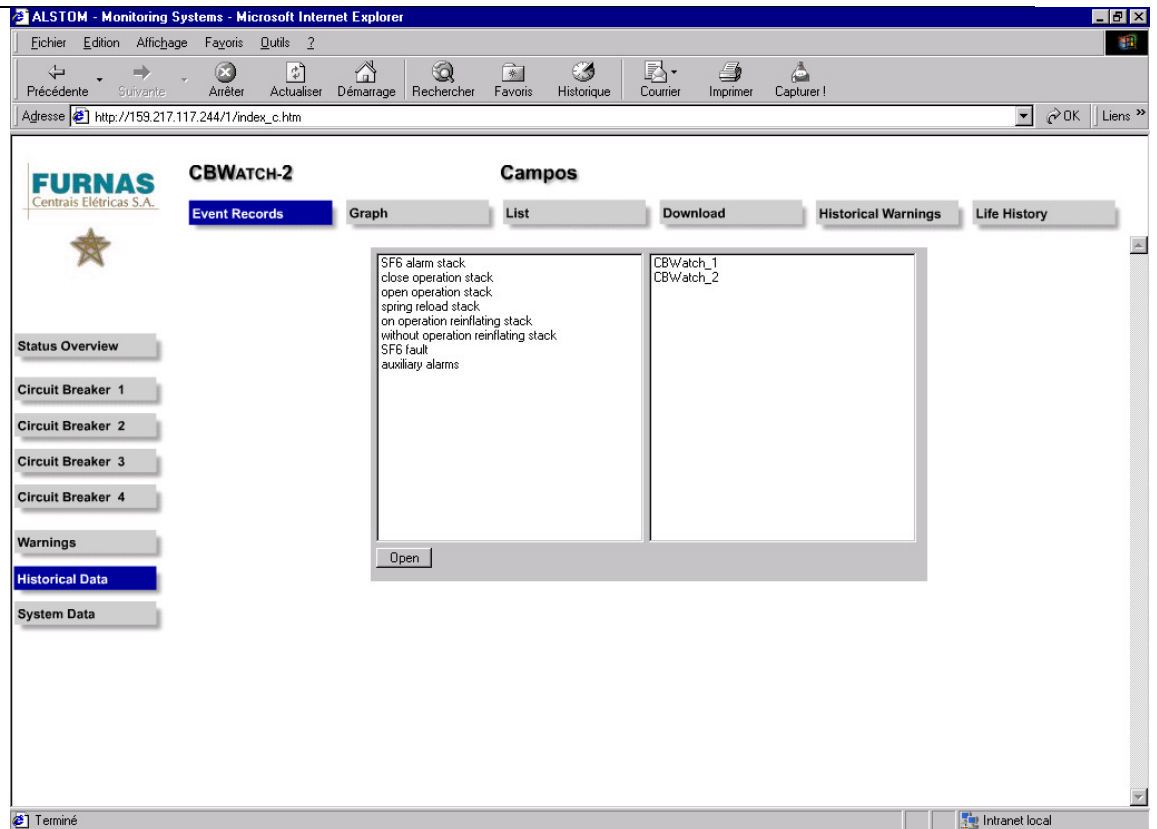 ALSTOM - Monitoring Systems - Microsoft Internet Explorer
Fichier Edition Affichage Favoris Outils ?
Précédente Suivante Arrêter Actualiser Démarrage Rechercher Favoris Historique Courrier Imprimer Capturer !
Adresse http://159.217.117.244/1/index_c.htm OK Liens »
FURNAS
Centrais Elétricas S.A.
CBWATCH-2 Campos
Event Records Graph List Download Historical Warnings Life History
SF6 alarm stack
close operation stack
open operation stack
spring reload stack
on operation reinflating stack
without operation reinflating stack
SF6 fault
auxiliary alarms
CBWatch_1
CBWatch_2
Open
Status Overview
Circuit Breaker 1
Circuit Breaker 2
Circuit Breaker 3
Circuit Breaker 4
Warnings
Historical Data
System Data
Terminé Intranet local